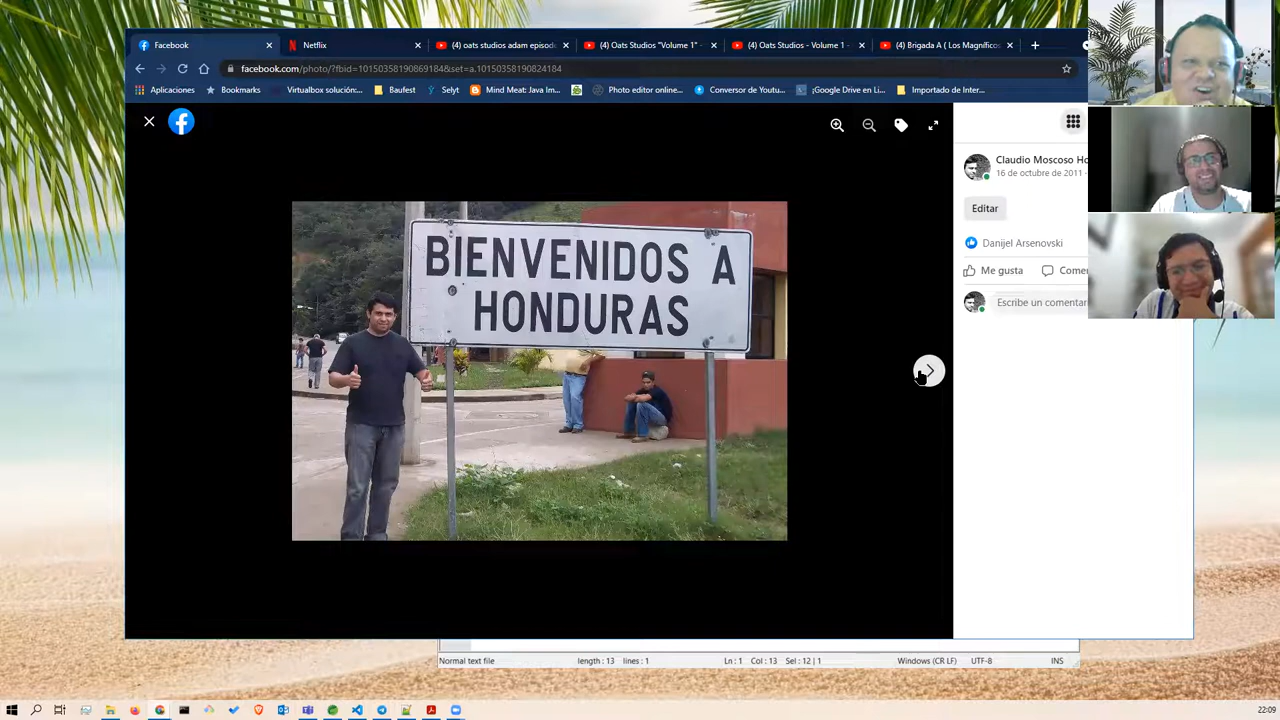 Facebook
Netflix
(4) oats studios adam episod
(4) Oats Studios "Volume 1" -
(4) Oats Studios - Volume 1 -
(4) Brigada A ( Los Magníficos
facebook.com/photo/?fbid=10150358190869184&set=a.10150358190824184
Aplicaciones
Bookmarks
Virtualbox solución:...
Baufest
Selyt
Mind Meat: Java Im...
Photo editor online...
Conversor de Youtu...
¡Google Drive en Li...
Importado de Inter...
Claudio Moscoso Ho
16 de octubre de 2011 ·
Editar
Danijel Arsenovski
Me gusta
Come
Escribe un comentar
BIENVENIDOS A
HONDURAS
Normal text file
length : 13 lines : 1
Ln : 1 Col : 13 Sel : 12 | 1
Windows (CR LF)
UTF-8
INS
22:09